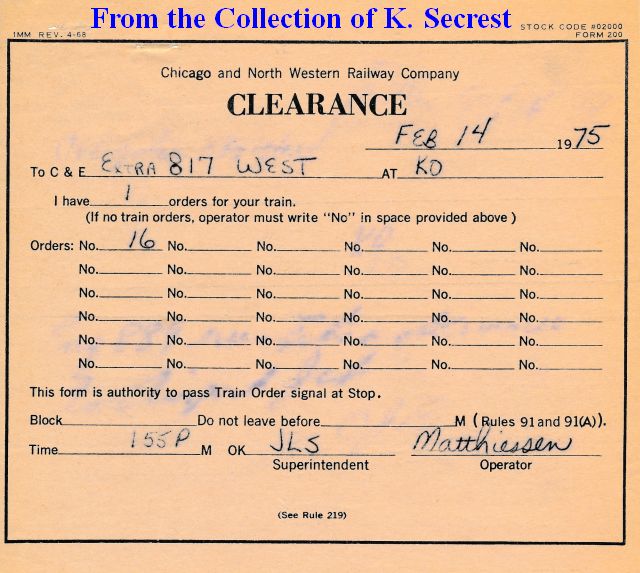 From the Collection of K. Secrest
1MM REV. 4-68
STOCK CODE #02000
FORM 200
Chicago and North Western Railway Company
CLEARANCE
FEB 14 1975
To C & E EXTRA 817 WEST AT KO
I have 1 orders for your train.
(If no train orders, operator must write "No" in space provided above)
Orders: No. 16 No. No. No. No. No.
No. No. No. No. No. No.
No. No. No. No. No. No.
No. No. No. No. No. No.
No. No. No. No. No. No.
No. No. No. No. No. No.
This form is authority to pass Train Order signal at Stop.
Block Do not leave before M (Rules 91 and 91(A)).
Time 155P M OK JLS Matthiessen
Superintendent Operator
(See Rule 219)